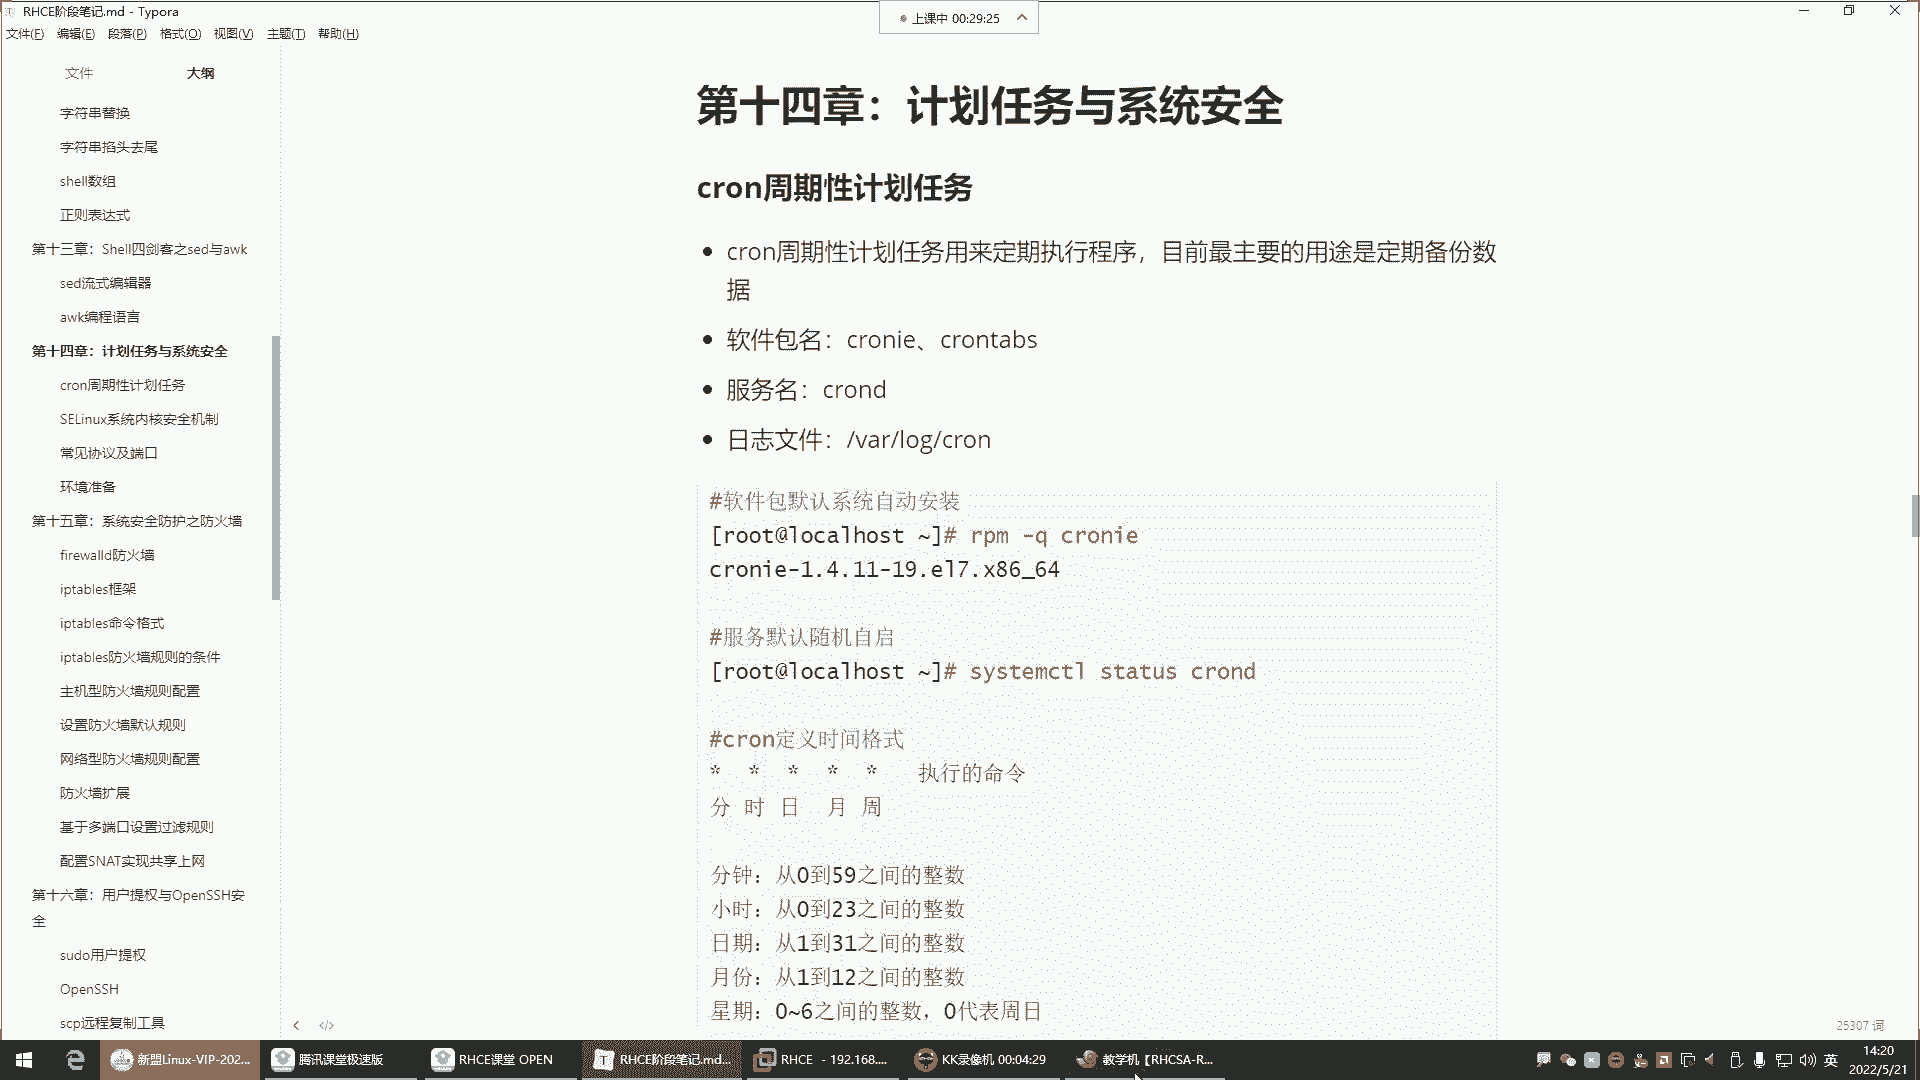 RHCE阶段笔记.md - Typora
上课中 00:29:25
文件(F) 编辑(E) 段落(P) 格式(O) 视图(V) 主题(T) 帮助(H)
文件 大纲
字符串替换
字符串掐头去尾
shell数组
正则表达式
第十三章：Shell四剑客之sed与awk
sed流式编辑器
awk编程语言
第十四章：计划任务与系统安全
cron周期性计划任务
SELinux系统内核安全机制
常见协议及端口
环境准备
第十五章：系统安全防护之防火墙
firewalld防火墙
iptables框架
iptables命令格式
iptables防火墙规则的条件
主机型防火墙规则配置
设置防火墙默认规则
网络型防火墙规则配置
防火墙扩展
基于多端口设置过滤规则
配置SNAT实现共享上网
第十六章：用户提权与OpenSSH安
全
sudo用户提权
OpenSSH
scp远程复制工具
第十四章：计划任务与系统安全
cron周期性计划任务
cron周期性计划任务用来定期执行程序，目前最主要的用途是定期备份数
据
软件包名：cronie、crontabs
服务名：crond
日志文件：/var/log/cron
#软件包默认系统自动安装
[root@localhost ~]# rpm -q cronie
cronie-1.4.11-19.el7.x86_64
#服务默认随机自启
[root@localhost ~]# systemctl status crond
#cron定义时间格式
* * * * * 执行的命令
分 时 日 月 周
分钟：从0到59之间的整数
小时：从0到23之间的整数
日期：从1到31之间的整数
月份：从1到12之间的整数
星期：0~6之间的整数，0代表周日
25307 词
新盟Linux-VIP-202...
腾讯课堂极速版
RHCE课堂 OPEN
RHCE阶段笔记.md...
RHCE - 192.168....
KK录像机 00:04:29
教学机【RHCSA-R...
英
14:20
2022/5/21